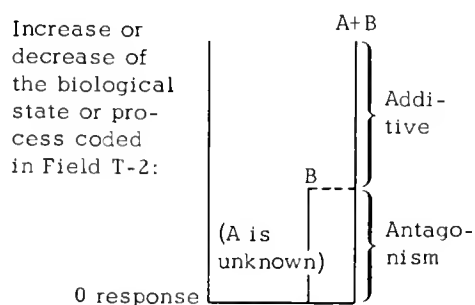 Increase or
decrease of
the biological
state or pro-
cess coded
in Field T-2:
A+B
Addi-
tive
B
(A is
unknown)
Antago-
nism
0 response